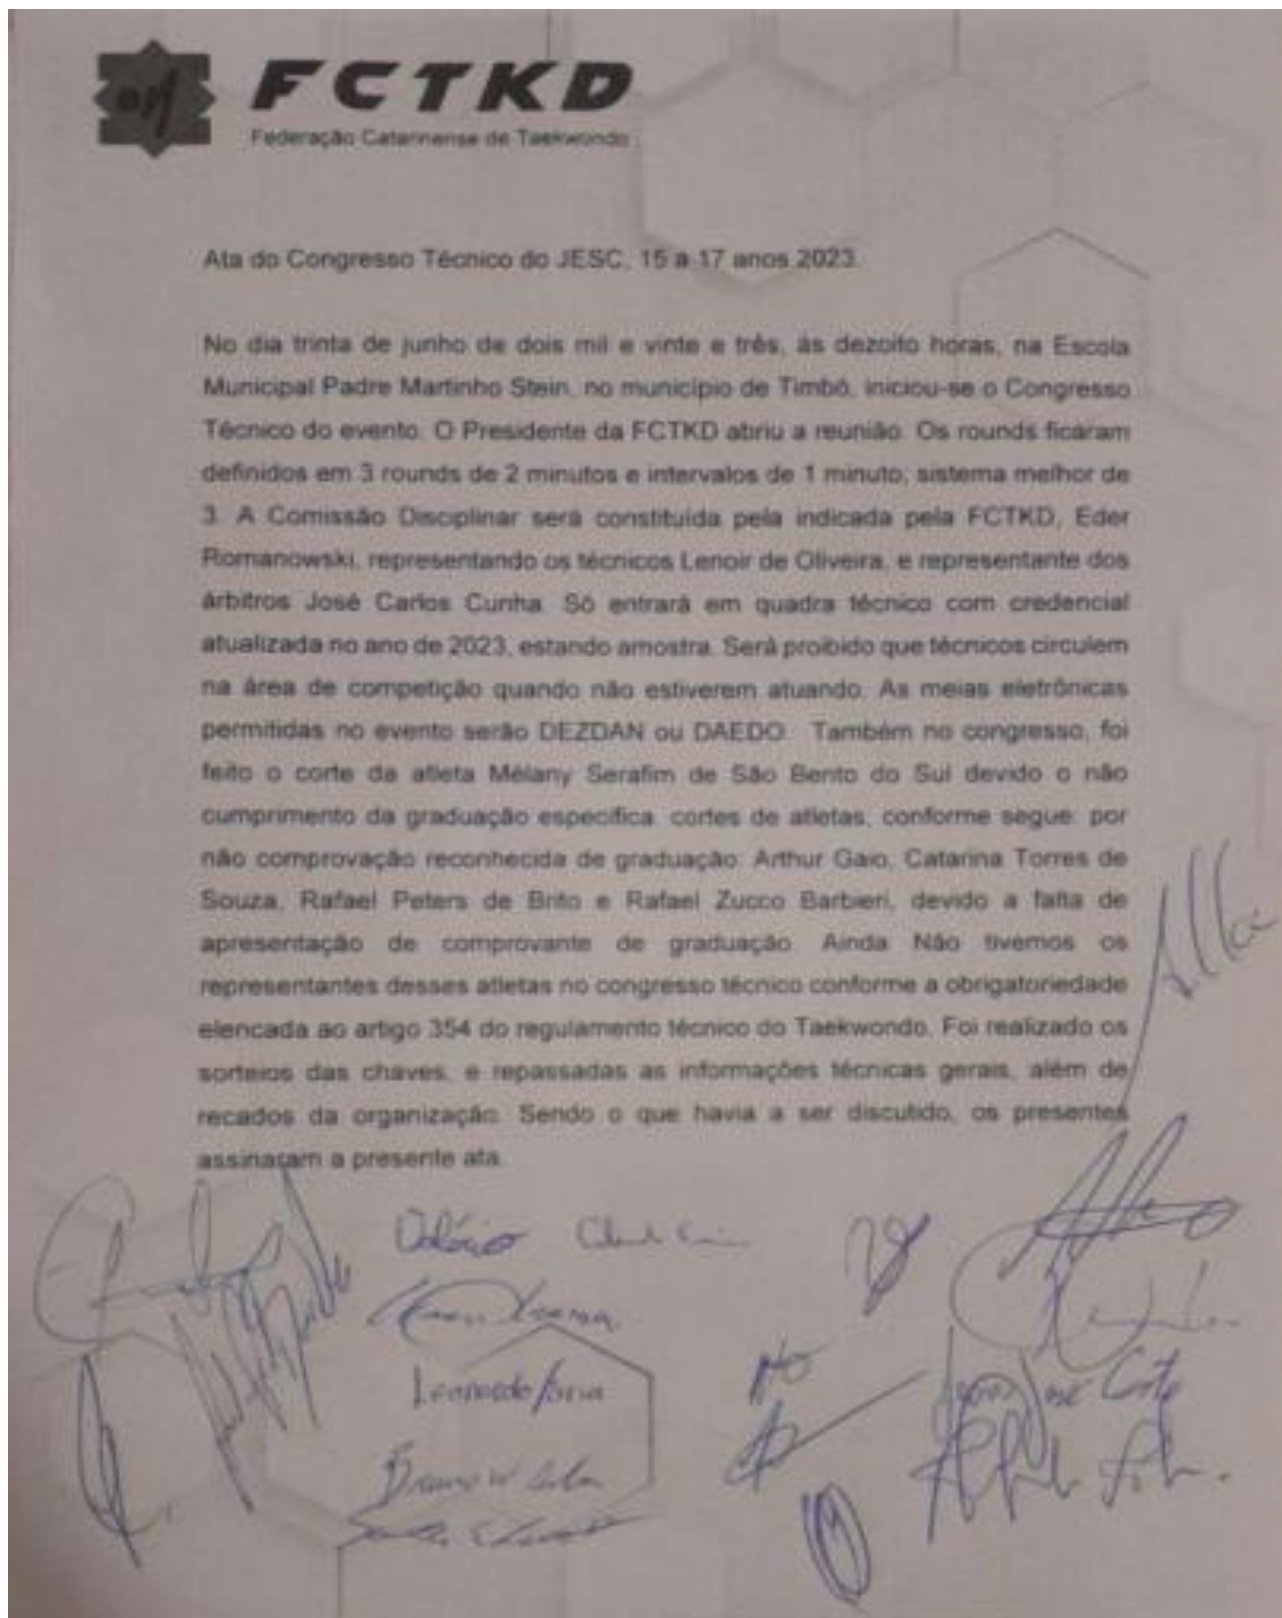 FCTKD
Federação Catarinense de Taekwondo
Ata do Congresso Técnico do JESC, 15 a 17 anos 2023.
No dia trinta de junho de dois mil e vinte e três, às dezoito horas, na Escola
Municipal Padre Martinho Stein, no município de Timbó, iniciou-se o Congresso
Técnico do evento. O Presidente da FCTKD abriu a reunião. Os rounds ficaram
definidos em 3 rounds de 2 minutos e intervalos de 1 minuto; sistema melhor de
3. A Comissão Disciplinar será constituída pela indicada pela FCTKD, Eder
Romanowski, representando os técnicos Lenoir de Oliveira, e representante dos
árbitros José Carlos Cunha. Só entrará em quadra técnico com credencial
atualizada no ano de 2023, estando amostra. Será proibido que técnicos circulem
na área de competição quando não estiverem atuando. As meias eletrônicas
permitidas no evento serão DEZDAN ou DAEDO. Também no congresso, foi
feito o corte da atleta Mélany Serafim de São Bento do Sul devido o não
cumprimento da graduação especifica. cortes de atletas, conforme segue: por
não comprovação reconhecida de graduação: Arthur Gaio, Catarina Torres de
Souza, Rafael Peters de Brito e Rafael Zucco Barbieri, devido a falta de
apresentação de comprovante de graduação. Ainda Não tivemos os
representantes desses atletas no congresso técnico conforme a obrigatoriedade
elencada ao artigo 354 do regulamento técnico do Taekwondo. Foi realizado os
sorteios das chaves, e repassadas as informações técnicas gerais, além de
recados da organização. Sendo o que havia a ser discutido, os presentes
assinaram a presente ata.
Leonardo
Bruno